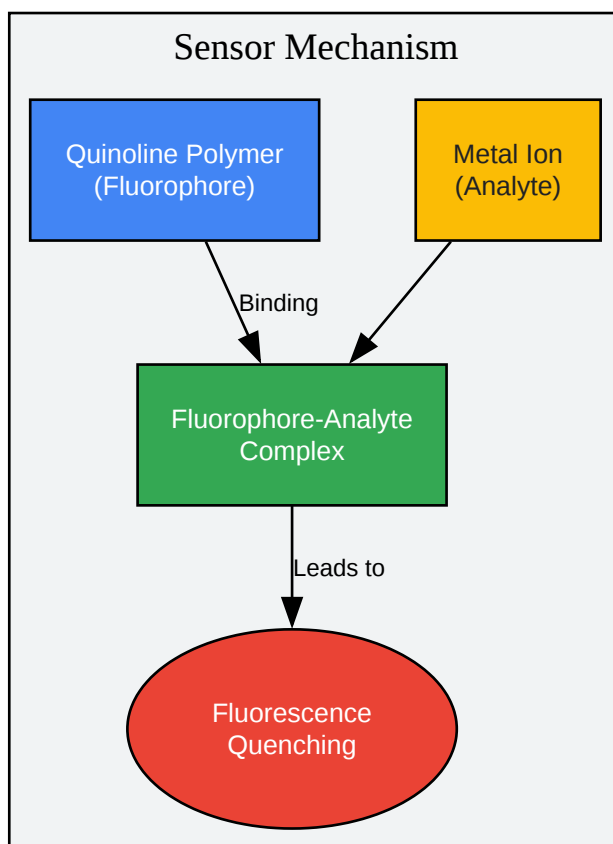 Sensor Mechanism
Quinoline Polymer
(Fluorophore)
Metal Ion
(Analyte)
Binding
Fluorophore-Analyte
Complex
Leads to
Fluorescence
Quenching